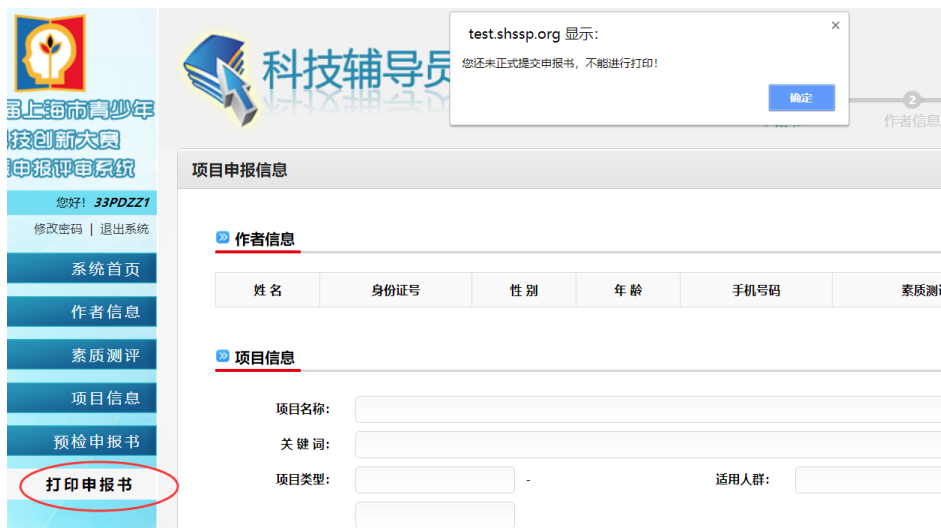 届上海市青少年
科技创新大赛
申报评审系统
您好！33PDZZ1
修改密码 | 退出系统
系统首页
作者信息
素质测评
项目信息
预检申报书
打印申报书
科技辅导员
test.shssp.org 显示：
您还未正式提交申报书，不能进行打印！
确定
2
作者信息
项目申报信息
作者信息
姓 名 身份证号 性 别 年 龄 手机号码 素质测
项目信息
项目名称：
关 键 词：
项目类型： - 适用人群：